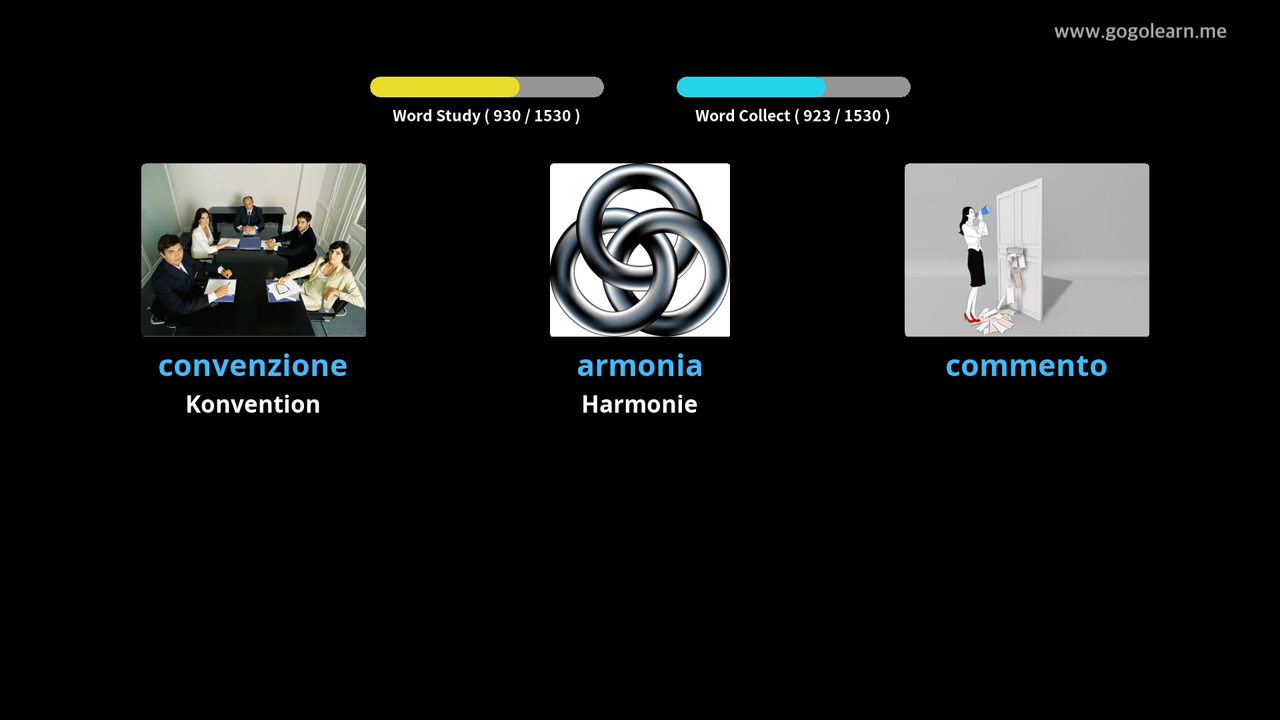 www.gogolearn.me
Word Study ( 930 / 1530 )
Word Collect ( 923 / 1530 )
convenzione
armonia
commento
Konvention
Harmonie